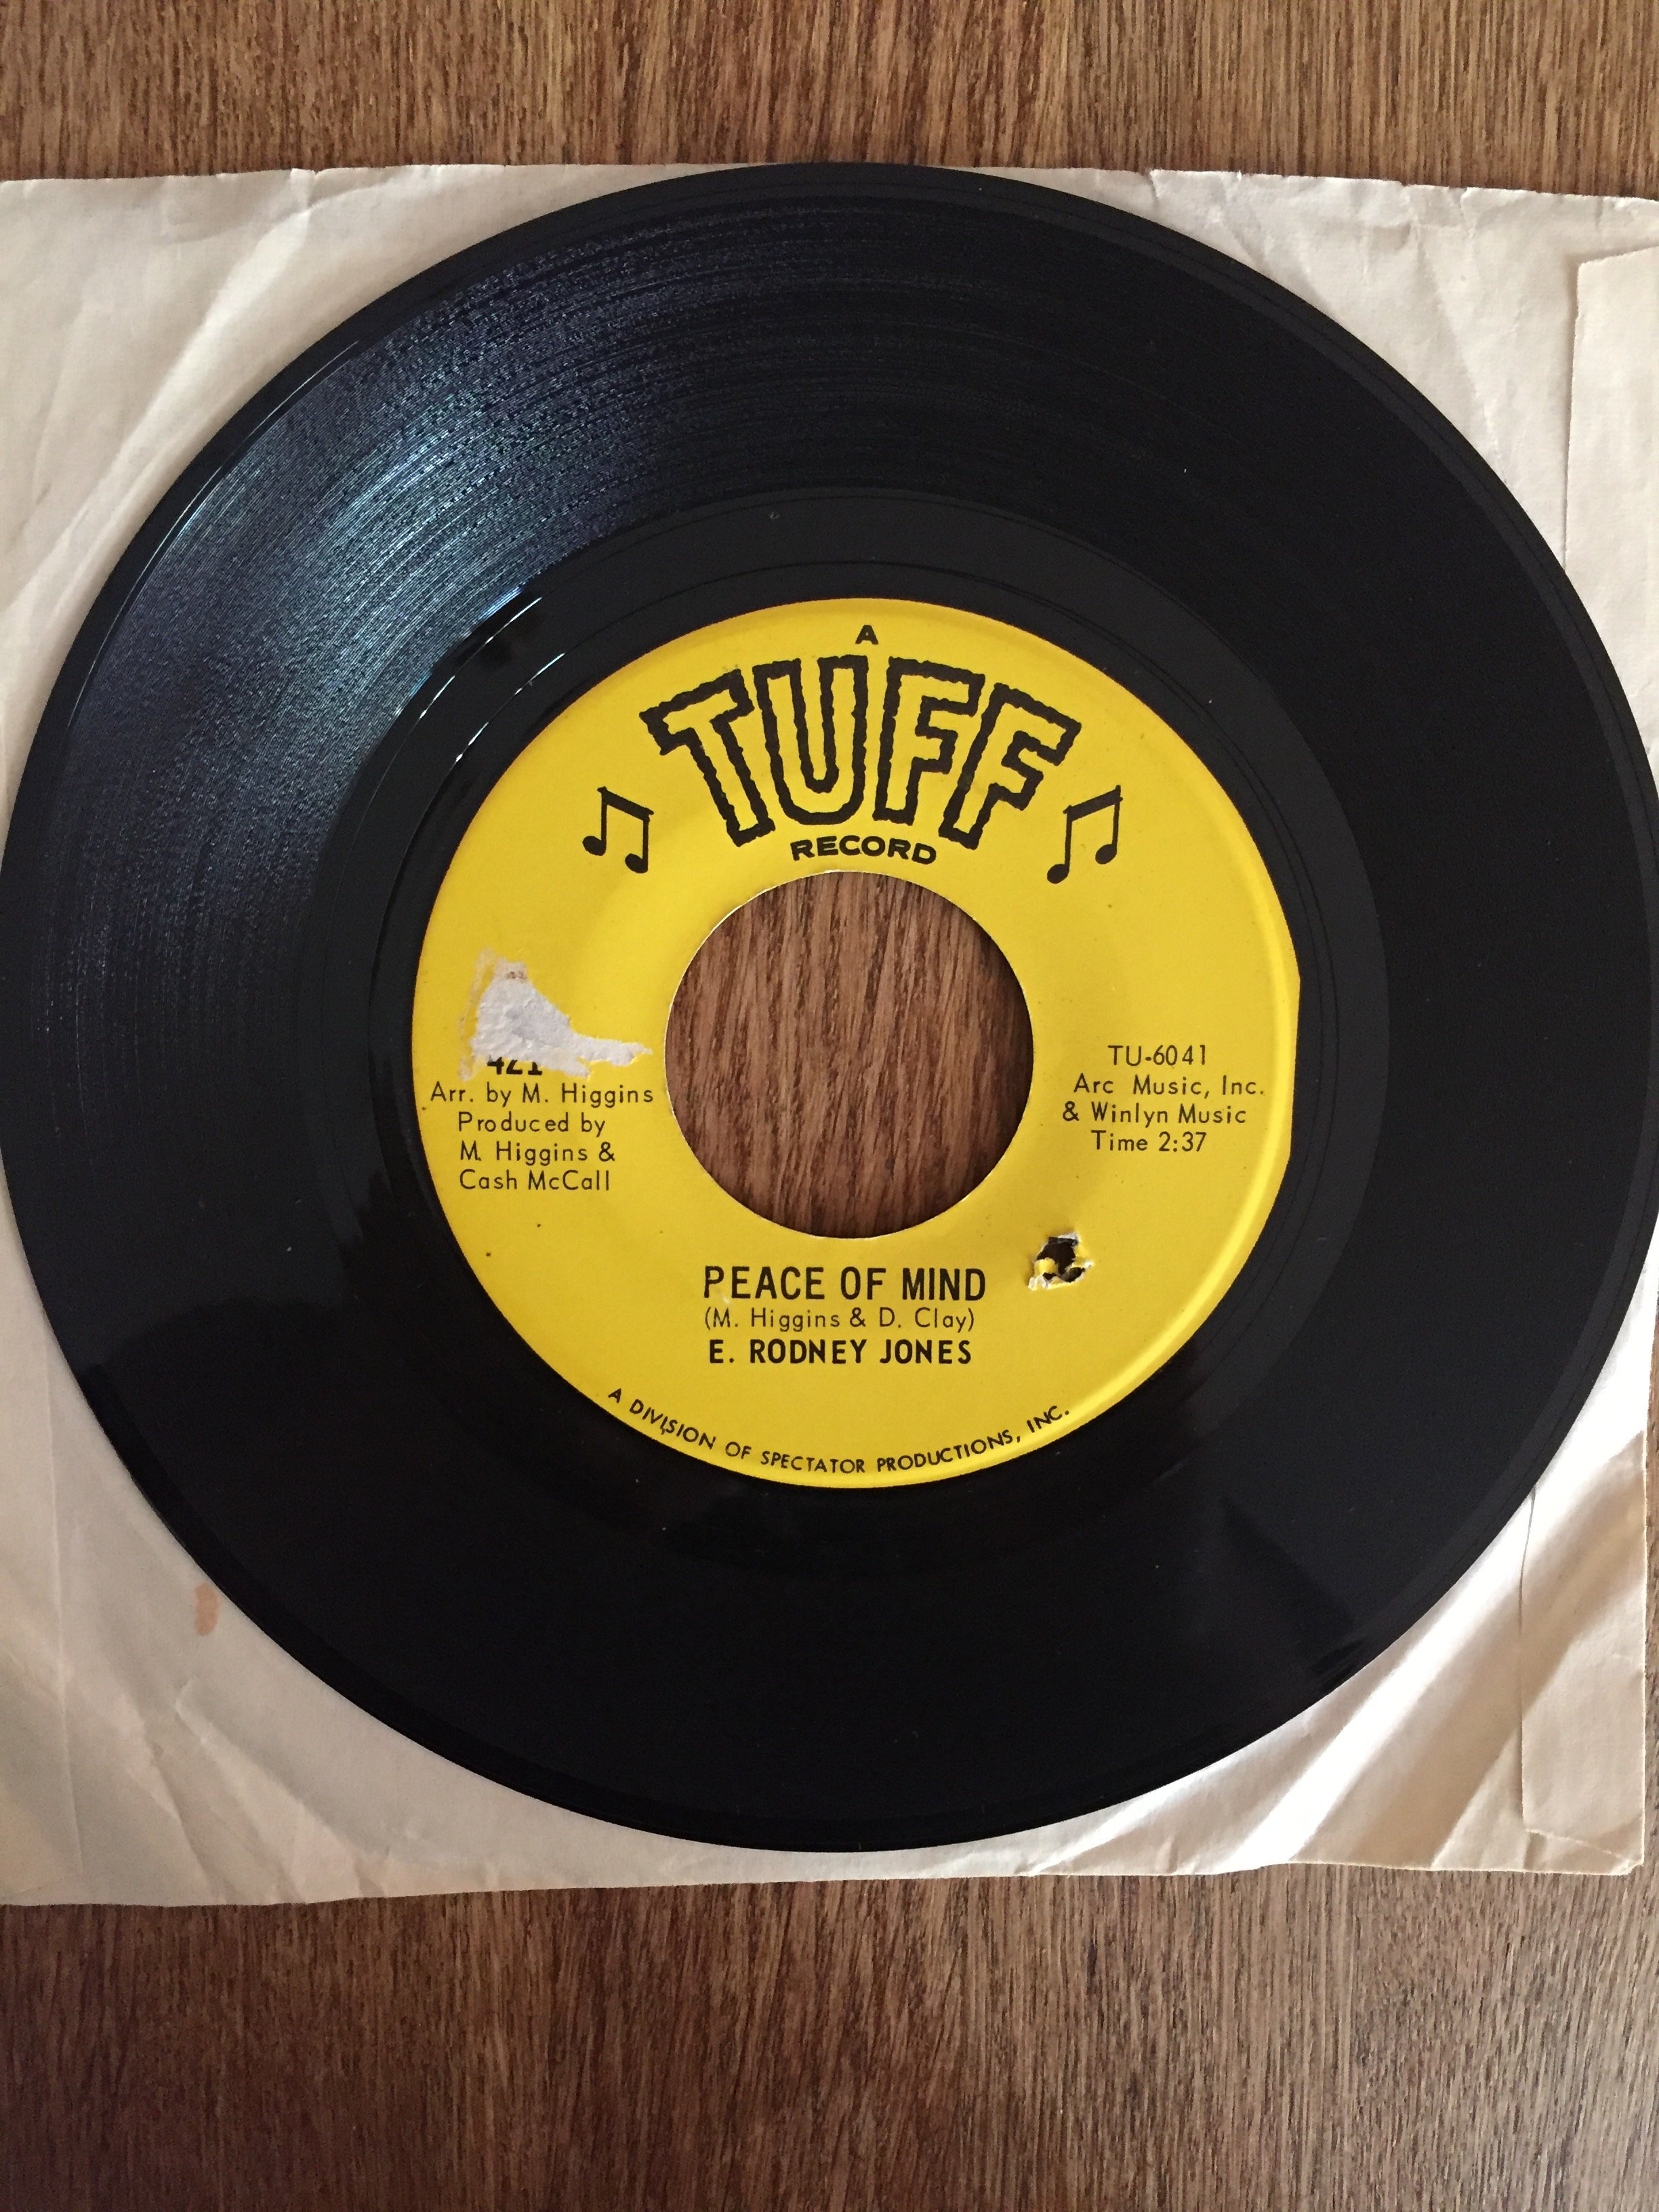 A
TUFF
RECORD
421
Arr. by M. Higgins
Produced by
M. Higgins &
Cash McCall
TU-6041
Arc Music, Inc.
& Winlyn Music
Time 2:37
PEACE OF MIND
(M. Higgins & D. Clay)
E. RODNEY JONES
A DIVISION OF SPECTATOR PRODUCTIONS, INC.